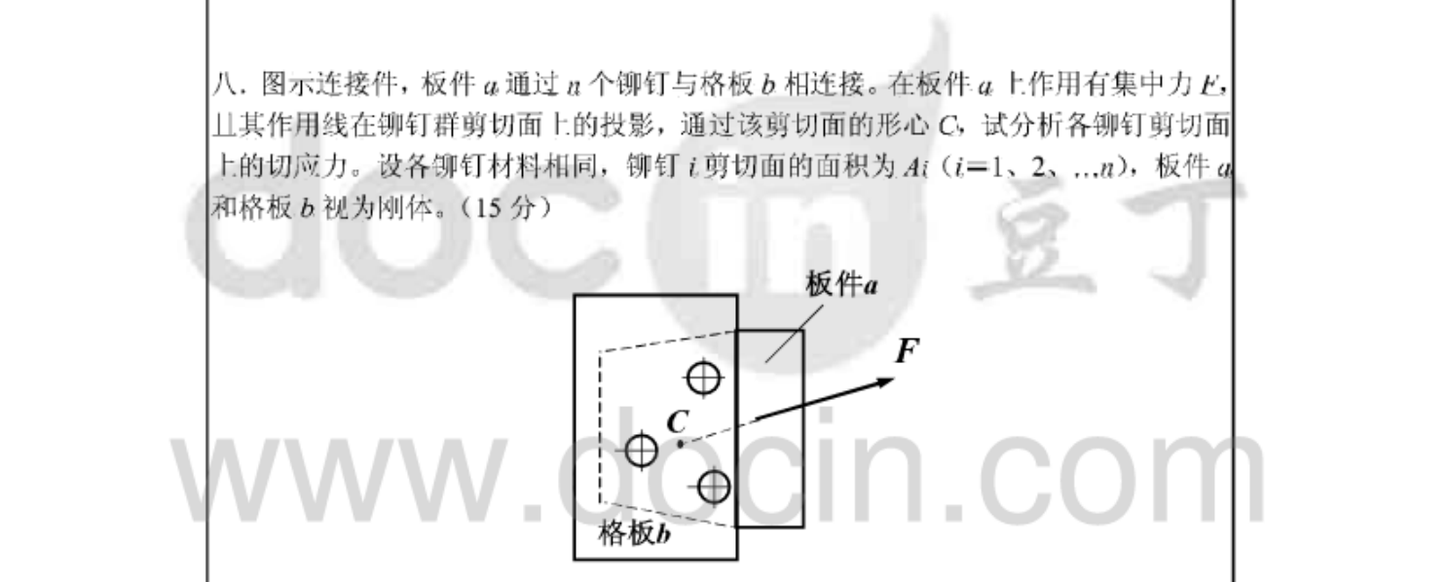 八．图示连接件，板件 a 通过 n 个铆钉与格板 b 相连接。在板件 a 上作用有集中力 F，
且其作用线在铆钉群剪切面上的投影，通过该剪切面的形心 C，试分析各铆钉剪切面
上的切应力。设各铆钉材料相同，铆钉 i 剪切面的面积为 Ai（i=1、2、…n），板件 a
和格板 b 视为刚体。（15 分）
docin 豆丁
板件a
F
C
www.docin.com
格板b